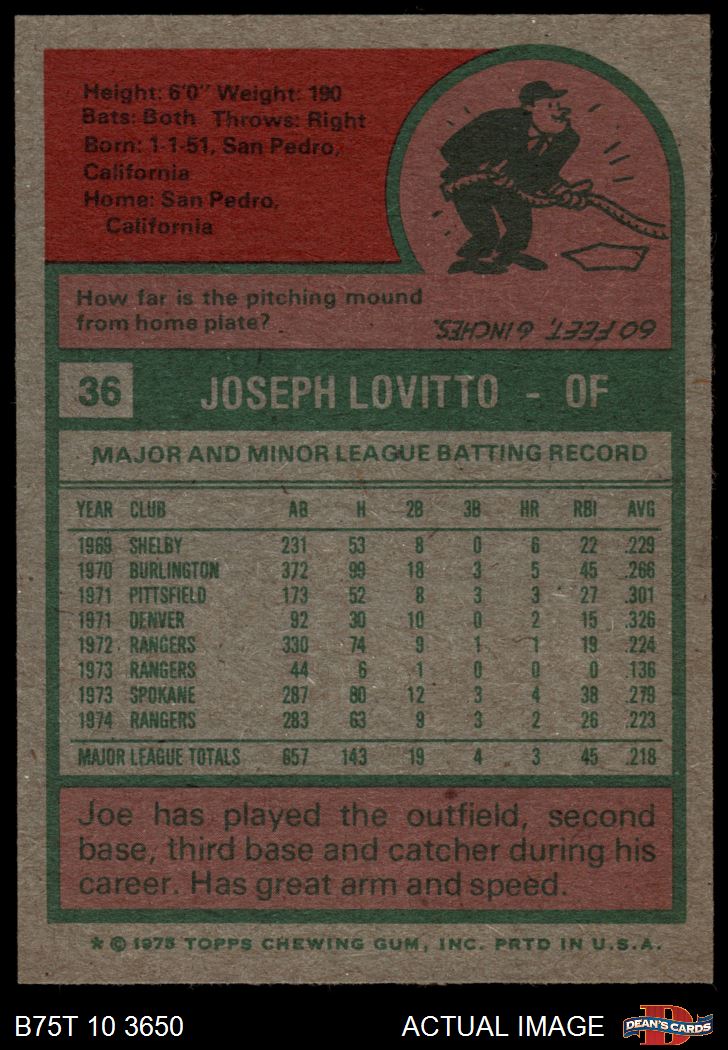 Height: 6'0" Weight: 190
Bats: Both Throws: Right
Born: 1-1-51, San Pedro,
California
Home: San Pedro,
California
How far is the pitching mound
from home plate?
60 FEET, 6 INCHES.
36 JOSEPH LOVITTO - OF
MAJOR AND MINOR LEAGUE BATTING RECORD
YEAR CLUB AB H 2B 3B HR RBI AVG
1969 SHELBY 231 53 8 0 6 22 .229
1970 BURLINGTON 372 99 18 3 5 45 .266
1971 PITTSFIELD 173 52 8 3 3 27 .301
1971 DENVER 92 30 10 0 2 15 .326
1972 RANGERS 330 74 9 1 1 19 .224
1973 RANGERS 44 6 1 0 0 0 .136
1973 SPOKANE 287 80 12 3 4 38 .279
1974 RANGERS 283 63 9 3 2 26 .223
MAJOR LEAGUE TOTALS 657 143 19 4 3 45 .218
Joe has played the outfield, second
base, third base and catcher during his
career. Has great arm and speed.
* © 1975 TOPPS CHEWING GUM, INC. PRTD IN U.S.A.
B75T 10 3650 ACTUAL IMAGE
D
DEAN'S CARDS